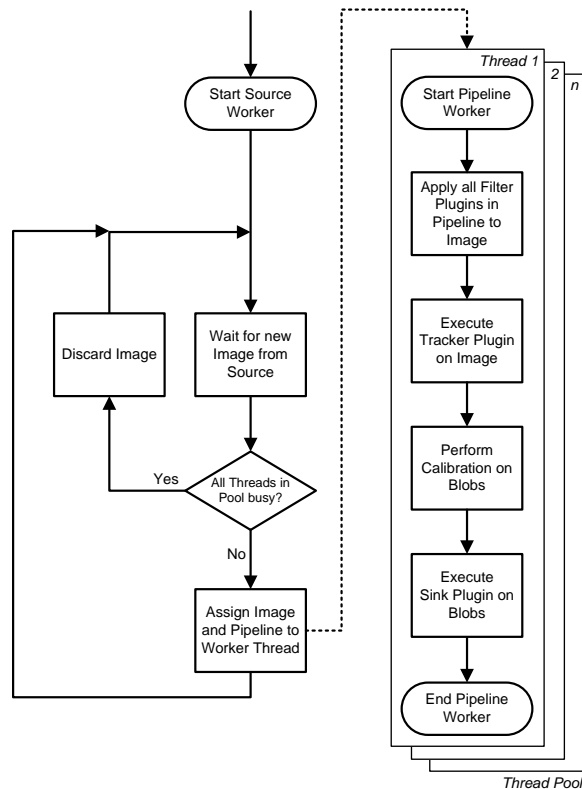 Start Source
Worker
Discard Image
Wait for new
Image from
Source
Yes
All Threads in
Pool busy?
No
Assign Image
and Pipeline to
Worker Thread
Thread 1
2
n
Start Pipeline
Worker
Apply all Filter
Plugins in
Pipeline to
Image
Execute
Tracker Plugin
on Image
Perform
Calibration on
Blobs
Execute
Sink Plugin on
Blobs
End Pipeline
Worker
Thread Pool